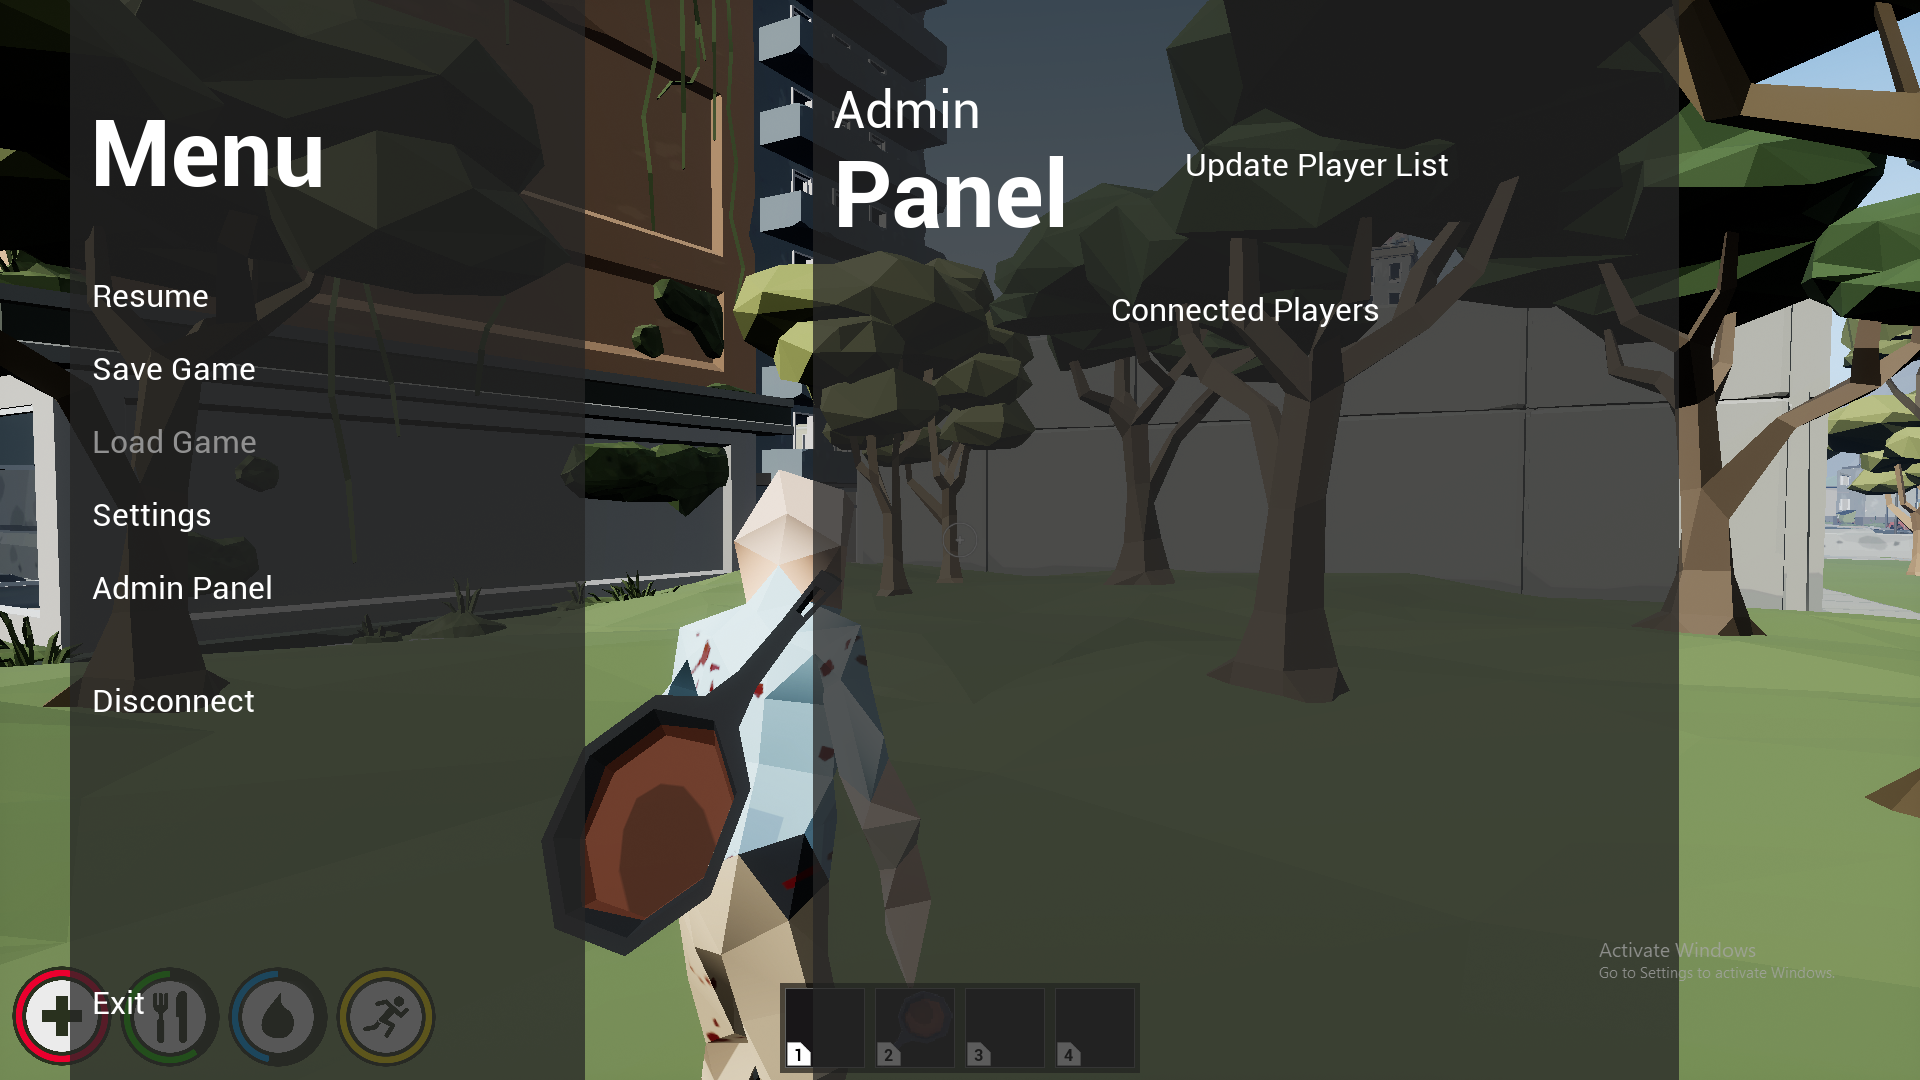 Menu
Resume
Save Game
Load Game
Settings
Admin Panel
Disconnect
Exit
Admin
Panel
Update Player List
Connected Players
1
2
3
4
Activate Windows
Go to Settings to activate Windows.